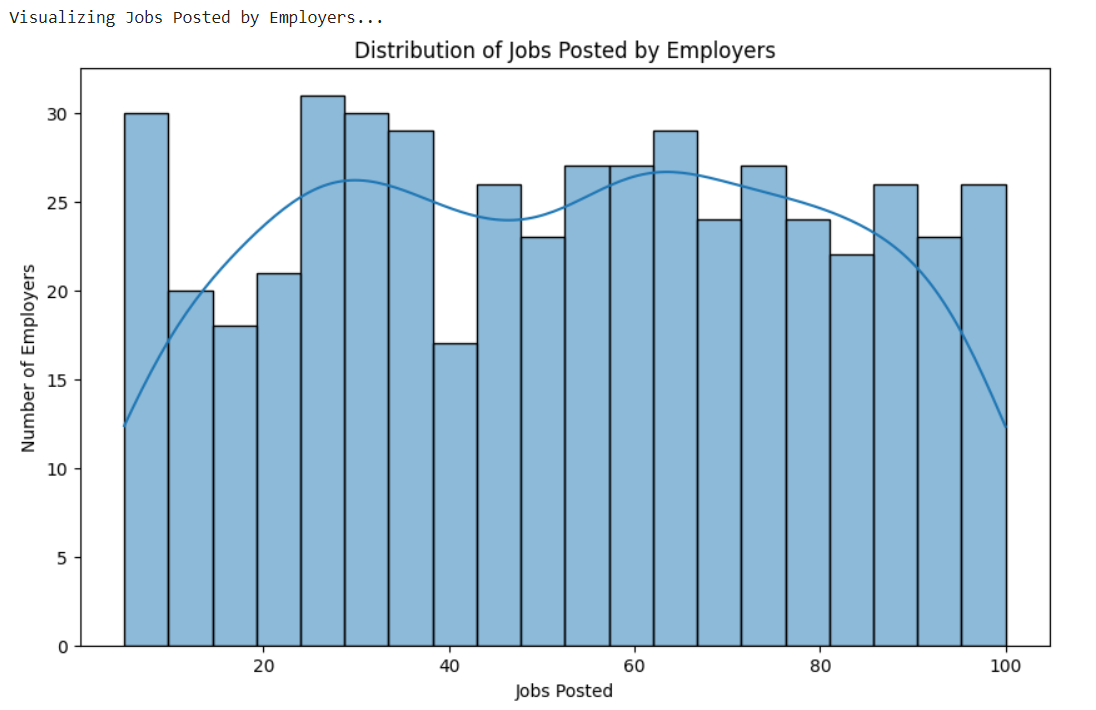 Visualizing Jobs Posted by Employers...
Distribution of Jobs Posted by Employers
30
25
20
15
10
5
0
Number of Employers
20 40 60 80 100
Jobs Posted